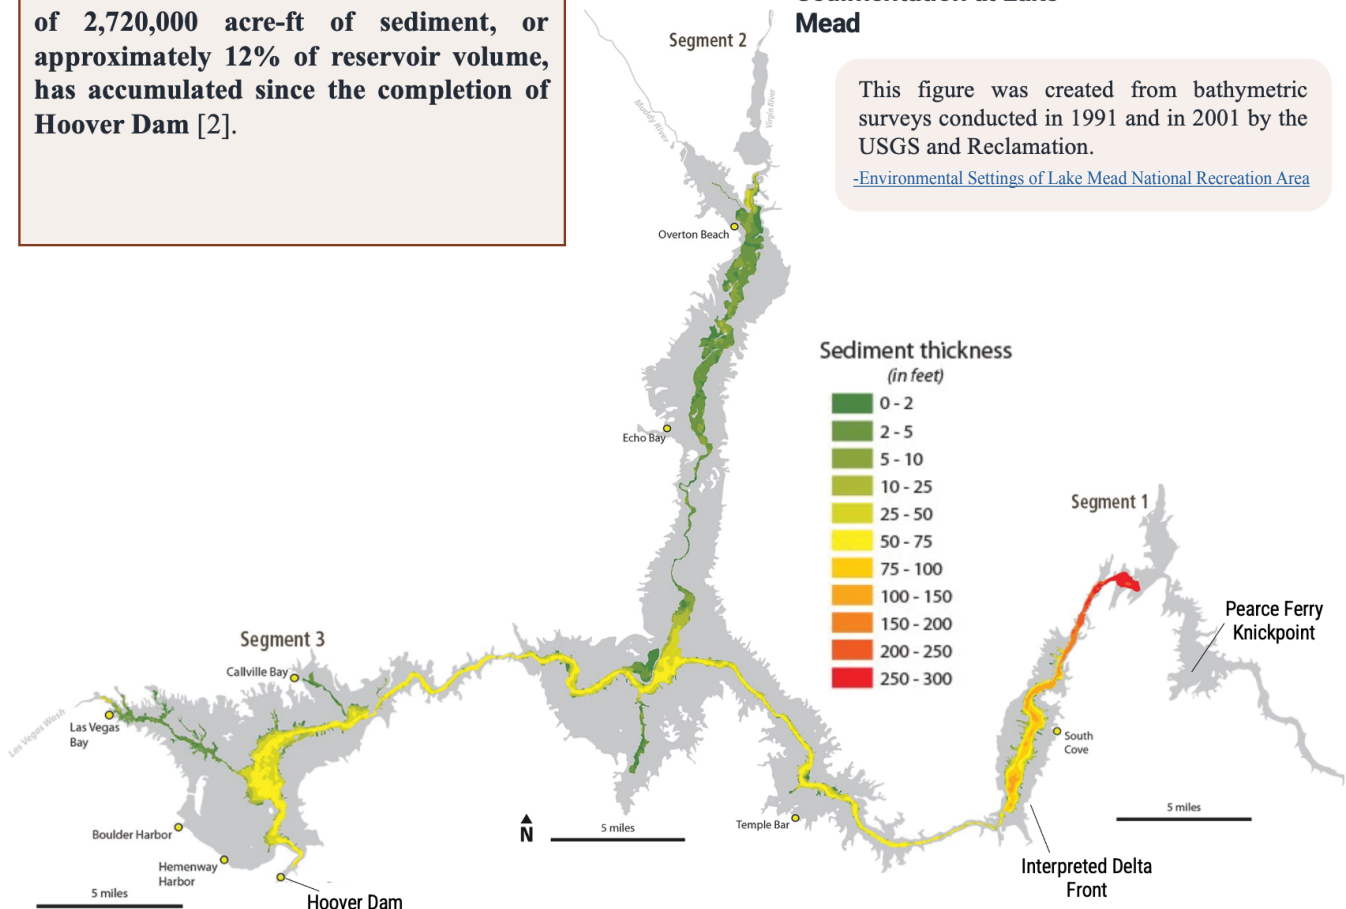 of 2,720,000 acre-ft of sediment, or
approximately 12% of reservoir volume,
has accumulated since the completion of
Hoover Dam [2].
Mead
This figure was created from bathymetric
surveys conducted in 1991 and in 2001 by the
USGS and Reclamation.
-Environmental Settings of Lake Mead National Recreation Area
Segment 2
Muddy River
Virgin River
Overton Beach
Echo Bay
Sediment thickness
(in feet)
0 - 2
2 - 5
5 - 10
10 - 25
25 - 50
50 - 75
75 - 100
100 - 150
150 - 200
200 - 250
250 - 300
Segment 1
Pearce Ferry
Knickpoint
South
Cove
5 miles
Interpreted Delta
Front
Segment 3
Callville Bay
Las Vegas Wash
Las Vegas
Bay
Boulder Harbor
Hemenway
Harbor
5 miles
Hoover Dam
N
5 miles
Temple Bar